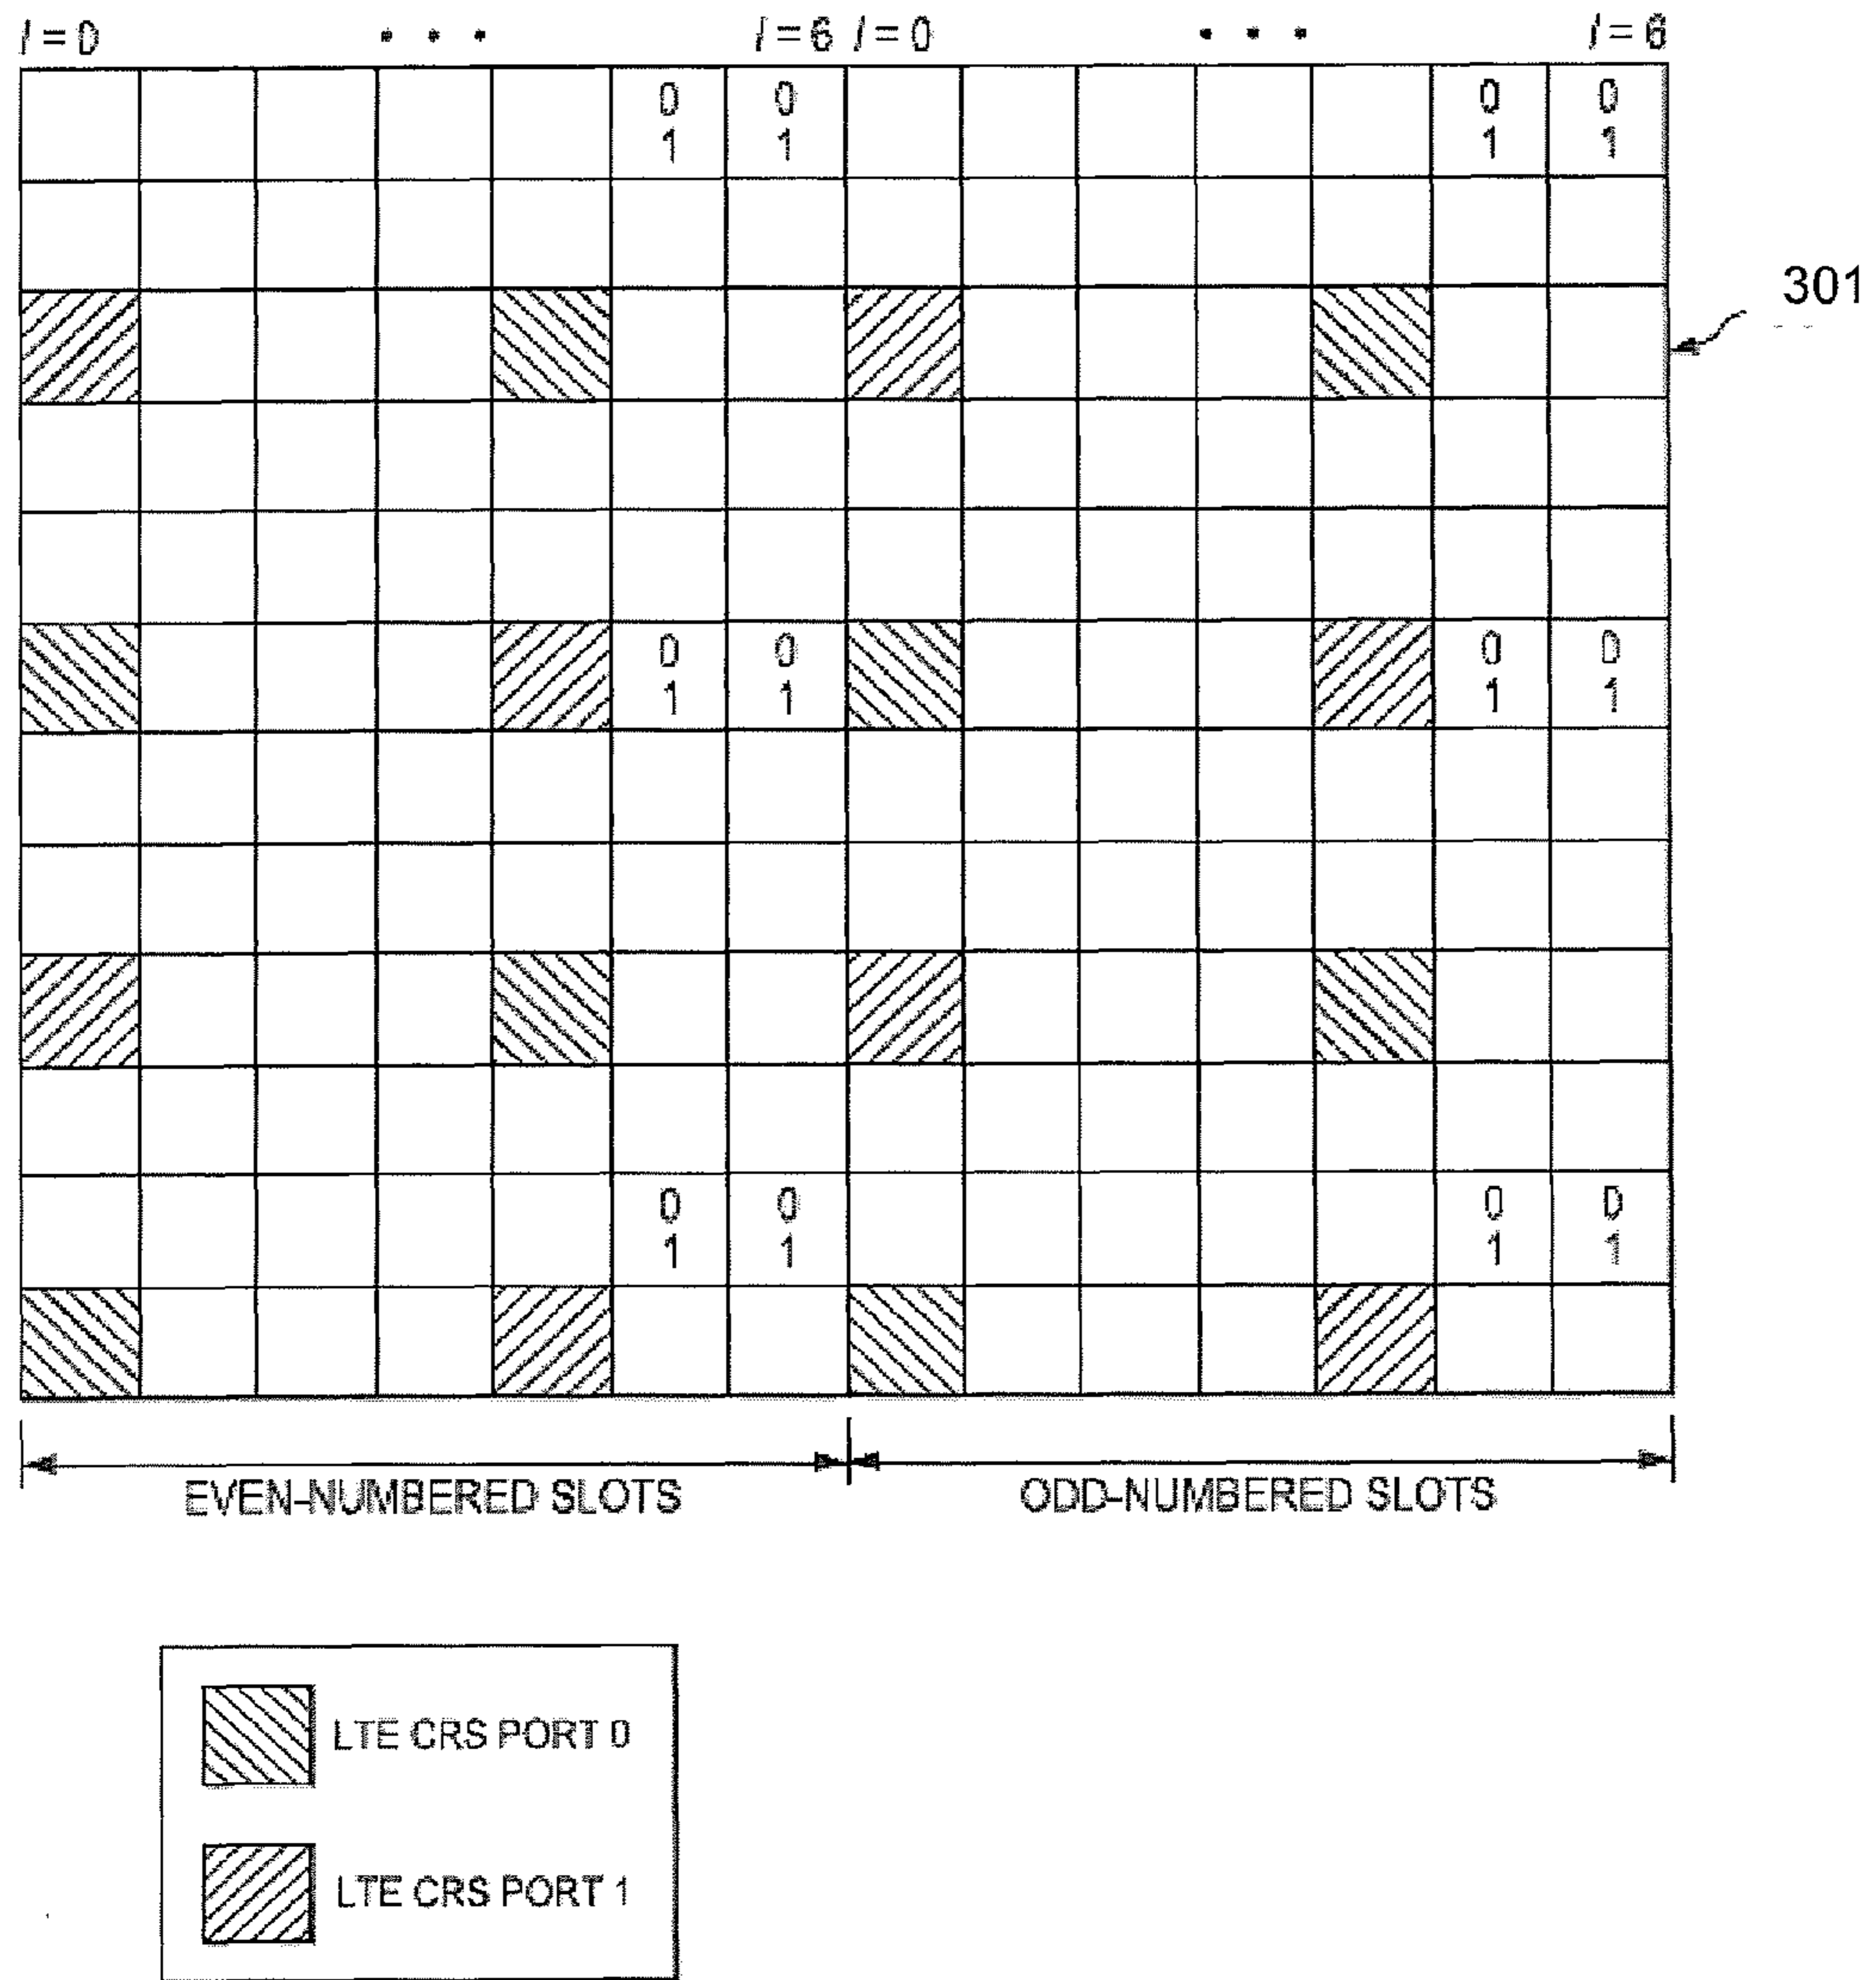 l = 0 • • • l = 6 l = 0 • • • l = 6
0 0 0 0
1 1 1 1
301
0 0 0 0
1 1 1 1
0 0 0 0
1 1 1 1
EVEN-NUMBERED SLOTS ODD-NUMBERED SLOTS
LTE CRS PORT 0
LTE CRS PORT 1